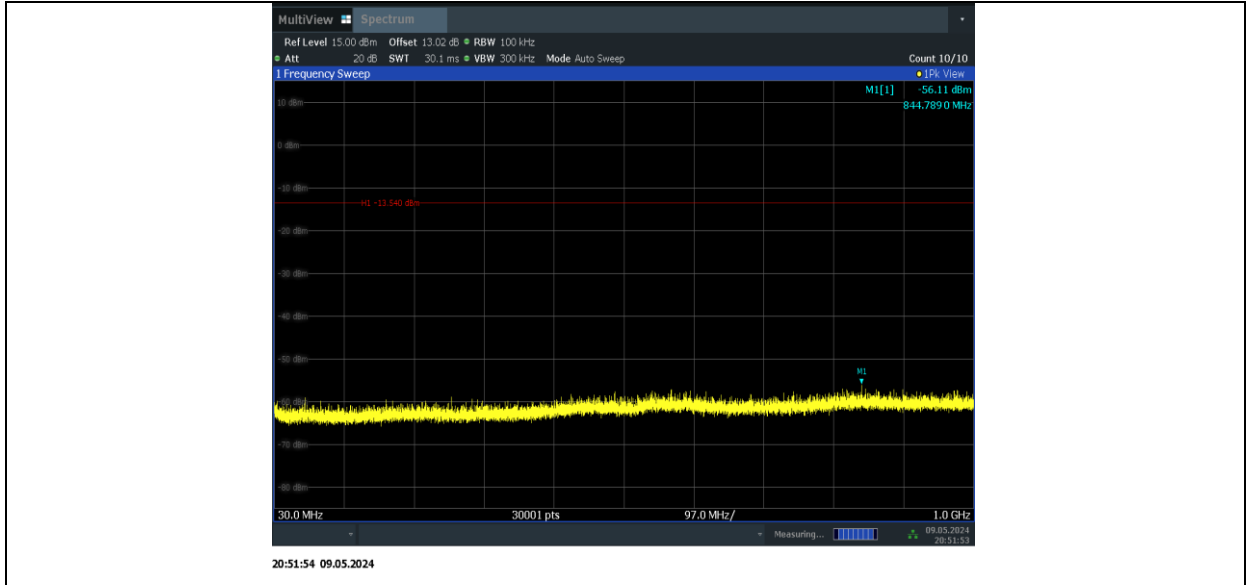 MultiView Spectrum
Ref Level 15.00 dBm Offset 13.02 dB RBW 100 kHz
Att 20 dB SWT 30.1 ms VBW 300 kHz Mode Auto Sweep Count 10/10
1 Frequency Sweep 1Pk View
M1[1] -56.11 dBm
844.7890 MHz
10 dBm
0 dBm
-10 dBm
H1 -13.540 dBm
-20 dBm
-30 dBm
-40 dBm
-50 dBm
M1
-60 dBm
-70 dBm
-80 dBm
30.0 MHz 30001 pts 97.0 MHz/ 1.0 GHz
Measuring... 09.05.2024
20:51:53
20:51:54 09.05.2024